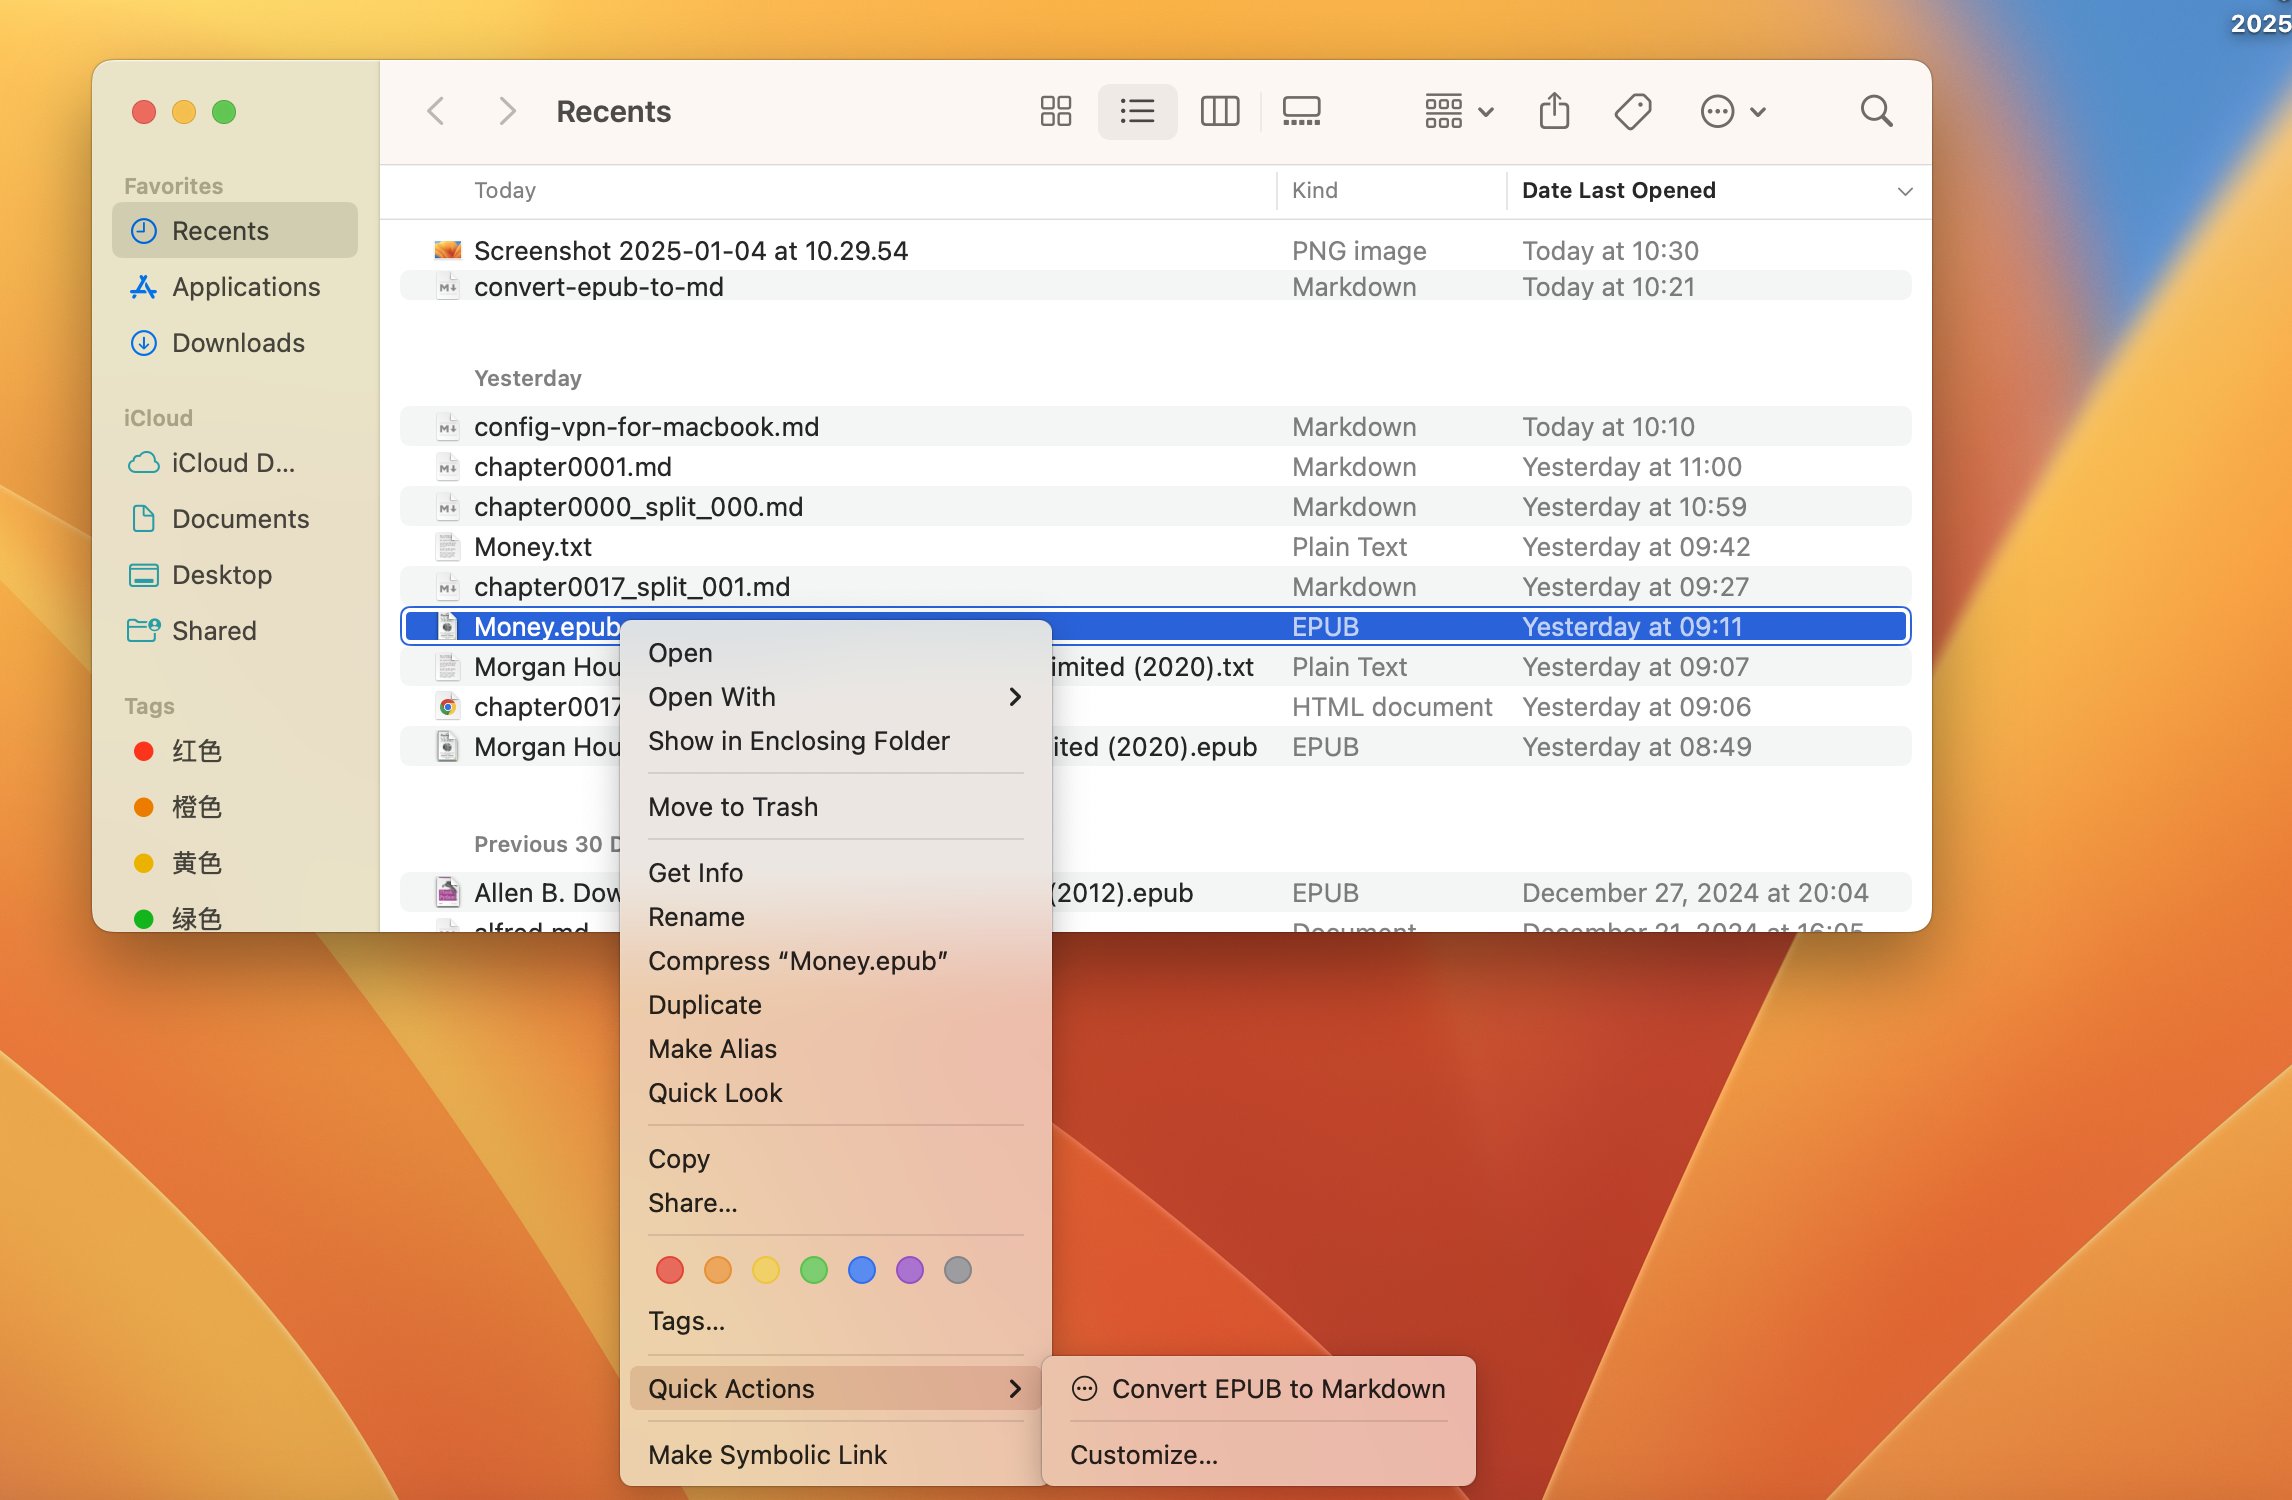 2025
Recents
Favorites
Recents
Applications
Downloads
iCloud
iCloud D...
Documents
Desktop
Shared
Tags
红色
橙色
黄色
绿色
Today Kind Date Last Opened
Screenshot 2025-01-04 at 10.29.54 PNG image Today at 10:30
convert-epub-to-md Markdown Today at 10:21
Yesterday
config-vpn-for-macbook.md Markdown Today at 10:10
chapter0001.md Markdown Yesterday at 11:00
chapter0000_split_000.md Markdown Yesterday at 10:59
Money.txt Plain Text Yesterday at 09:42
chapter0017_split_001.md Markdown Yesterday at 09:27
Money.epub EPUB Yesterday at 09:11
Morgan Hou imited (2020).txt Plain Text Yesterday at 09:07
chapter0017 HTML document Yesterday at 09:06
Morgan Hou ited (2020).epub EPUB Yesterday at 08:49
Previous 30 D
Allen B. Dow (2012).epub EPUB December 27, 2024 at 20:04
alfred.md Document December 21, 2024 at 16:05
Open
Open With
Show in Enclosing Folder
Move to Trash
Get Info
Rename
Compress “Money.epub”
Duplicate
Make Alias
Quick Look
Copy
Share...
Tags...
Quick Actions
Make Symbolic Link
Convert EPUB to Markdown
Customize...